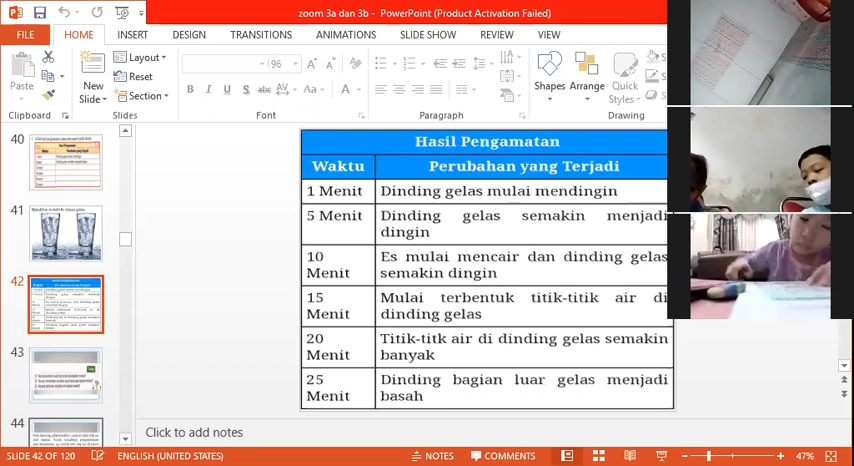 zoom 3a dan 3b - PowerPoint (Product Activation Failed)
FILE HOME INSERT DESIGN TRANSITIONS ANIMATIONS SLIDE SHOW REVIEW VIEW
Paste
Clipboard
New
Slide
Layout
Reset
Section
Slides
96
B I U S abc AV Aa A
Font
Paragraph
Shapes
Arrange
Quick
Styles
Drawing
40
41
42
43
44
Hasil Pengamatan
Waktu Perubahan yang Terjadi
1 Menit Dinding gelas mulai mendingin
5 Menit Dinding gelas semakin menjadi
dingin
10
Menit
Es mulai mencair dan dinding gelas
semakin dingin
15
Menit
Mulai terbentuk titik-titik air di
dinding gelas
20
Menit
Titik-titk air di dinding gelas semakin
banyak
25
Menit
Dinding bagian luar gelas menjadi
basah
Click to add notes
SLIDE 42 OF 120 ENGLISH (UNITED STATES) NOTES COMMENTS 47%